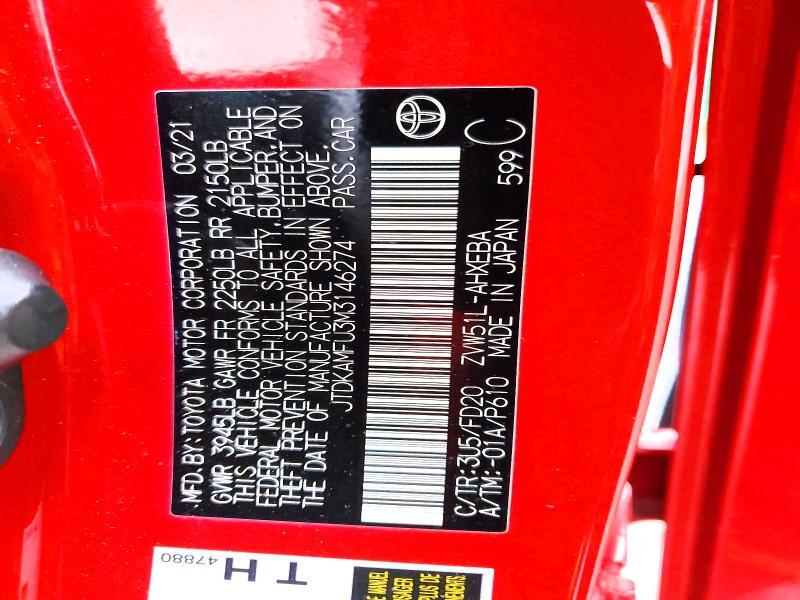 MFD.BY:TOYOTA MOTOR CORPORATION 03/21
GVWR 3945LB GAWR FR 2250LB RR 2150LB
THIS VEHICLE CONFORMS TO ALL APPLICABLE
FEDERAL MOTOR VEHICLE SAFETY, BUMPER, AND
THEFT PREVENTION STANDARDS IN EFFECT ON
THE DATE OF MANUFACTURE SHOWN ABOVE.
JTDKAMFU3M3146274 PASS.CAR
C/TR:3U5/FD20 ZVW51L-AHXEBA
A/TM:-01A/P610 MADE IN JAPAN 599 C
TH
47880